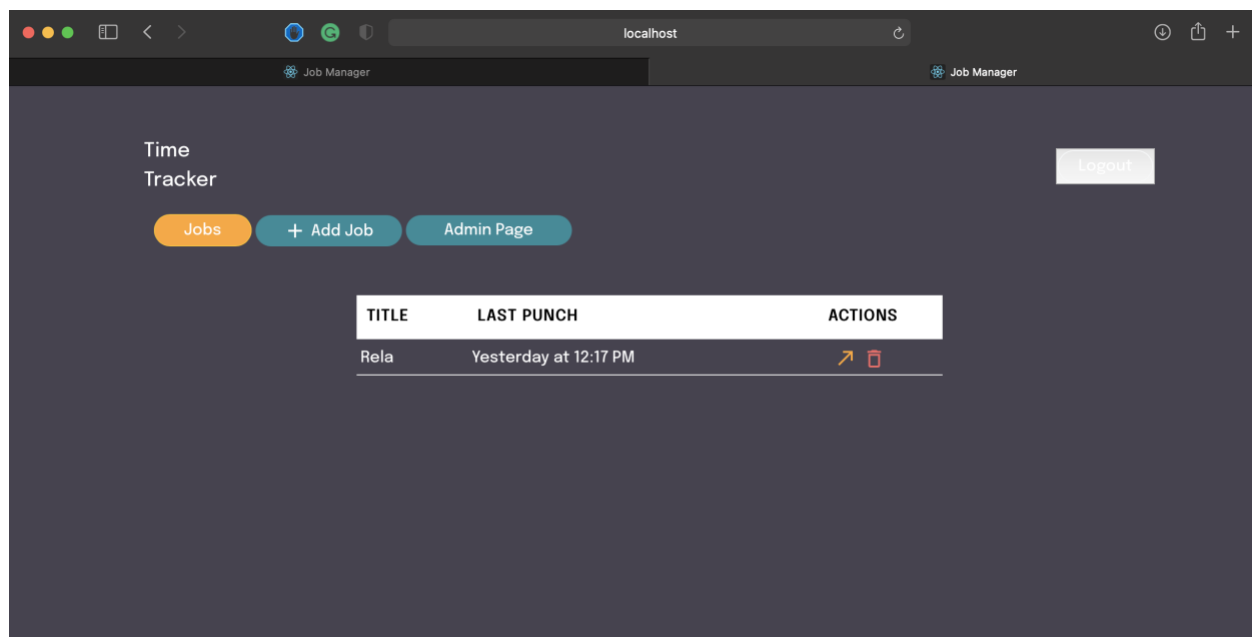 localhost
Job Manager
Job Manager
Time
Tracker
Logout
Jobs
+ Add Job
Admin Page
TITLE LAST PUNCH ACTIONS
Rela Yesterday at 12:17 PM